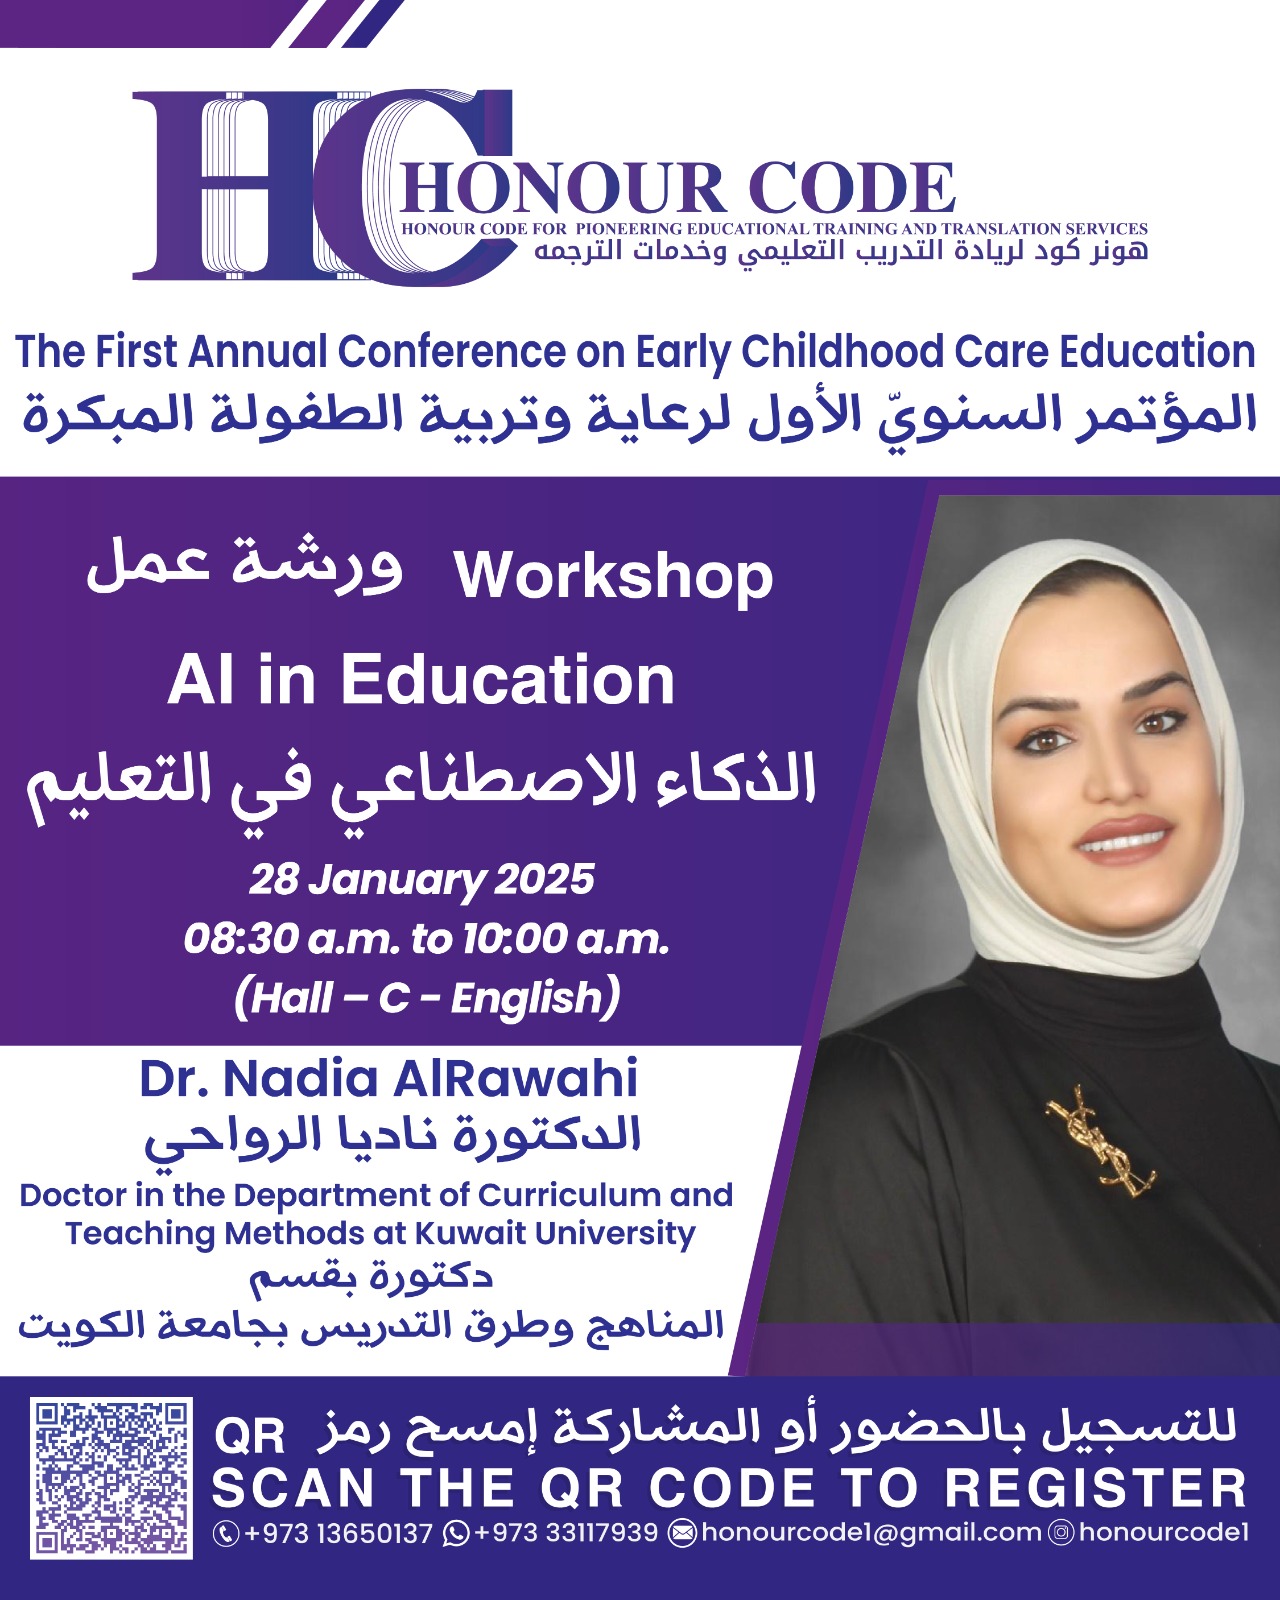 HC
HONOUR CODE
HONOUR CODE FOR PIONEERING EDUCATIONAL TRAINING AND TRANSLATION SERVICES
هونر كود لريادة التدريب التعليمي وخدمات الترجمه
The First Annual Conference on Early Childhood Care Education
المؤتمر السنويّ الأول لرعاية وتربية الطفولة المبكرة
Workshop ورشة عمل
AI in Education
الذكاء الاصطناعي في التعليم
28 January 2025
08:30 a.m. to 10:00 a.m.
(Hall – C - English)
Dr. Nadia AlRawahi
الدكتورة ناديا الرواحي
Doctor in the Department of Curriculum and
Teaching Methods at Kuwait University
دكتورة بقسم
المناهج وطرق التدريس بجامعة الكويت
للتسجيل بالحضور أو المشاركة إمسح رمز QR
SCAN THE QR CODE TO REGISTER
+973 13650137 +973 33117939 honourcode1@gmail.com honourcode1